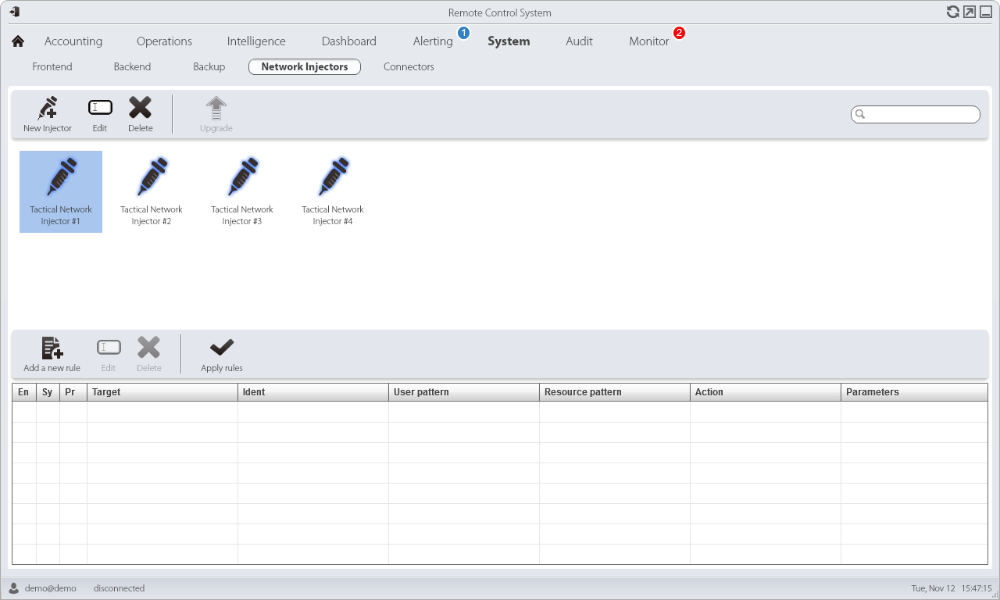 Remote Control System
Accounting Operations Intelligence Dashboard Alerting 1 System Audit Monitor 2
Frontend Backend Backup Network Injectors Connectors
New Injector Edit Delete Upgrade
Tactical Network Injector #1
Tactical Network Injector #2
Tactical Network Injector #3
Tactical Network Injector #4
Add a new rule Edit Delete Apply rules
En Sy Pr Target Ident User pattern Resource pattern Action Parameters
demo@demo disconnected Tue, Nov 12 15:47:15